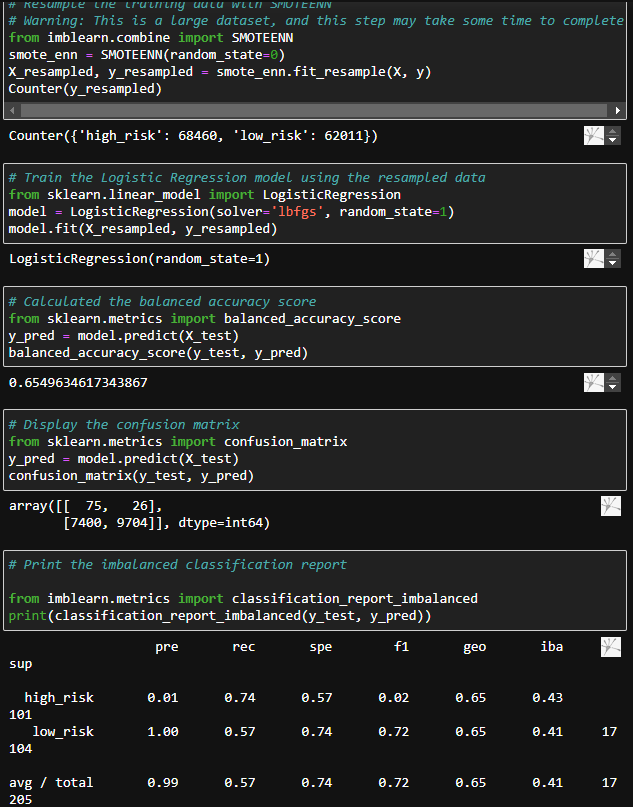 # Resample the training data with SMOTEENN
# Warning: This is a large dataset, and this step may take some time to complete
from imblearn.combine import SMOTEENN
smote_enn = SMOTEENN(random_state=0)
X_resampled, y_resampled = smote_enn.fit_resample(X, y)
Counter(y_resampled)
Counter({'high_risk': 68460, 'low_risk': 62011})
# Train the Logistic Regression model using the resampled data
from sklearn.linear_model import LogisticRegression
model = LogisticRegression(solver='lbfgs', random_state=1)
model.fit(X_resampled, y_resampled)
LogisticRegression(random_state=1)
# Calculated the balanced accuracy score
from sklearn.metrics import balanced_accuracy_score
y_pred = model.predict(X_test)
balanced_accuracy_score(y_test, y_pred)
0.6549634617343867
# Display the confusion matrix
from sklearn.metrics import confusion_matrix
y_pred = model.predict(X_test)
confusion_matrix(y_test, y_pred)
array([[  75,   26],
       [7400, 9704]], dtype=int64)
# Print the imbalanced classification report
from imblearn.metrics import classification_report_imbalanced
print(classification_report_imbalanced(y_test, y_pred))
pre rec spe f1 geo iba
sup
high_risk 0.01 0.74 0.57 0.02 0.65 0.43
101
low_risk 1.00 0.57 0.74 0.72 0.65 0.41 17
104
avg / total 0.99 0.57 0.74 0.72 0.65 0.41 17
205